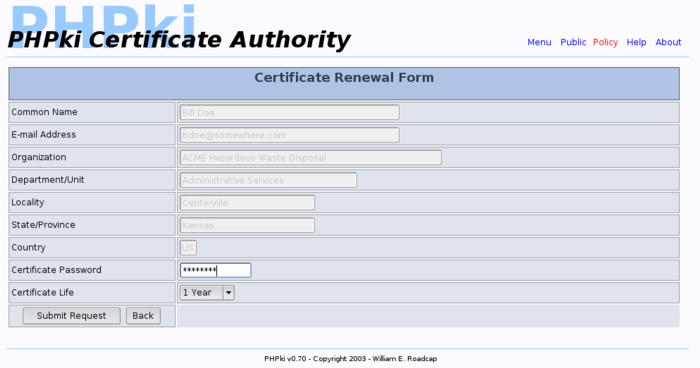 PHPki
PHPki Certificate Authority
Menu Public Policy Help About
Certificate Renewal Form
Common Name Bill Doe
E-mail Address bdoe@somewhere.com
Organization ACME Hazardous Waste Disposal
Department/Unit Administrative Services
Locality Centerville
State/Province Kansas
Country US
Certificate Password ********
Certificate Life 1 Year
Submit Request Back
PHPki v0.70 - Copyright 2003 - William E. Roadcap